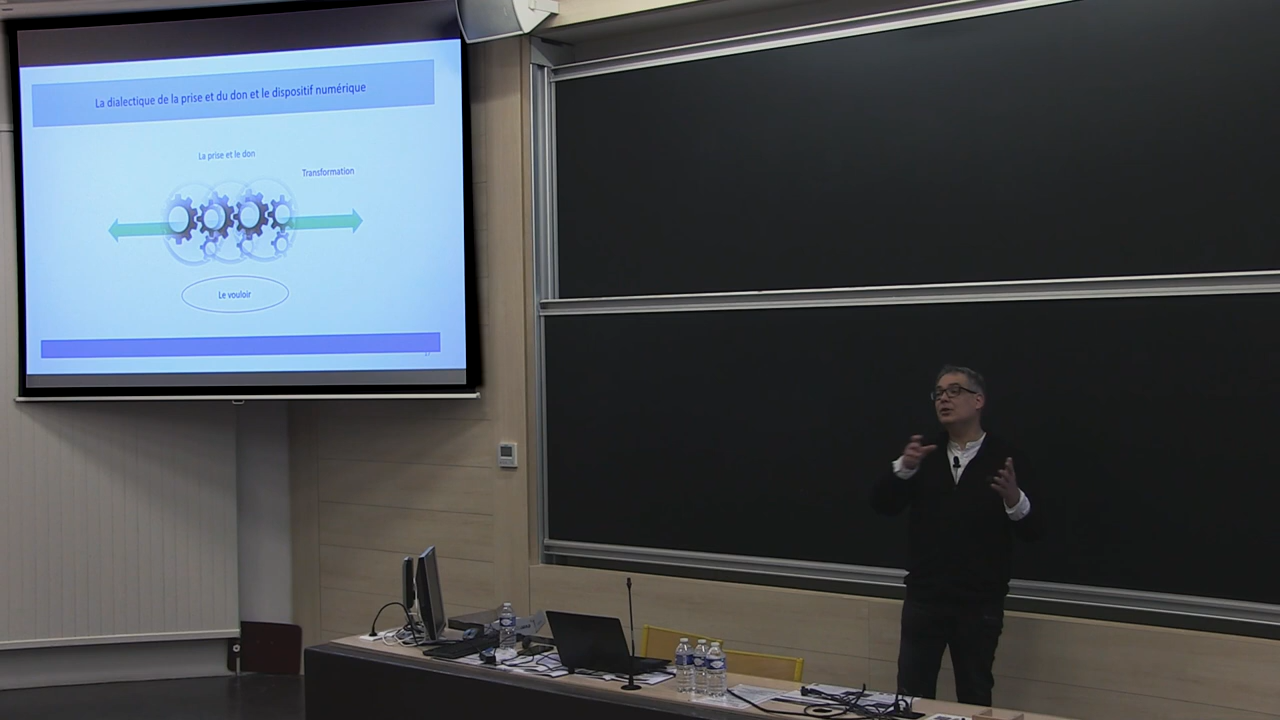 La dialectique de la prise et du don et le dispositif numérique
La prise et le don
Transformation
Le vouloir